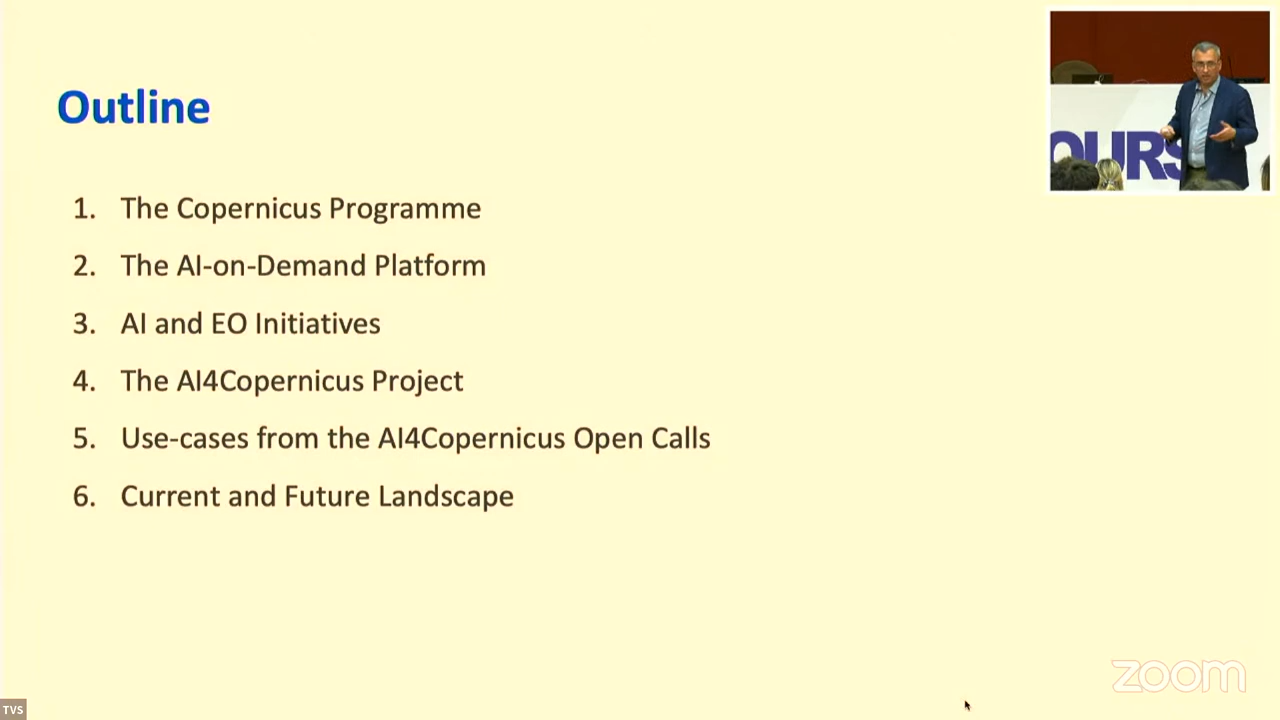 Outline
1. The Copernicus Programme
2. The AI-on-Demand Platform
3. AI and EO Initiatives
4. The AI4Copernicus Project
5. Use-cases from the AI4Copernicus Open Calls
6. Current and Future Landscape
OURS
zoom
TVS